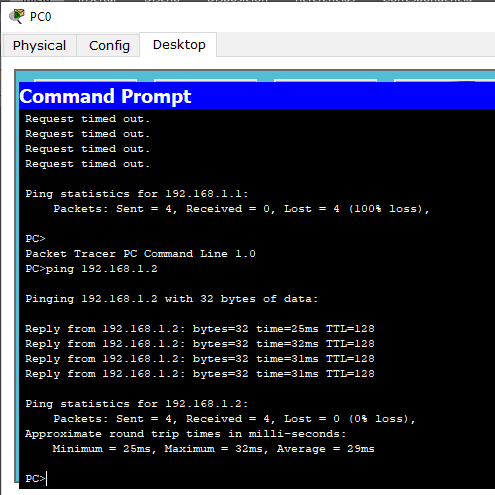 PC0
Physical Config Desktop
Command Prompt
Request timed out.
Request timed out.
Request timed out.
Request timed out.
Ping statistics for 192.168.1.1:
Packets: Sent = 4, Received = 0, Lost = 4 (100% loss),
PC>
Packet Tracer PC Command Line 1.0
PC>ping 192.168.1.2
Pinging 192.168.1.2 with 32 bytes of data:
Reply from 192.168.1.2: bytes=32 time=25ms TTL=128
Reply from 192.168.1.2: bytes=32 time=32ms TTL=128
Reply from 192.168.1.2: bytes=32 time=31ms TTL=128
Reply from 192.168.1.2: bytes=32 time=31ms TTL=128
Ping statistics for 192.168.1.2:
Packets: Sent = 4, Received = 4, Lost = 0 (0% loss),
Approximate round trip times in milli-seconds:
Minimum = 25ms, Maximum = 32ms, Average = 29ms
PC>